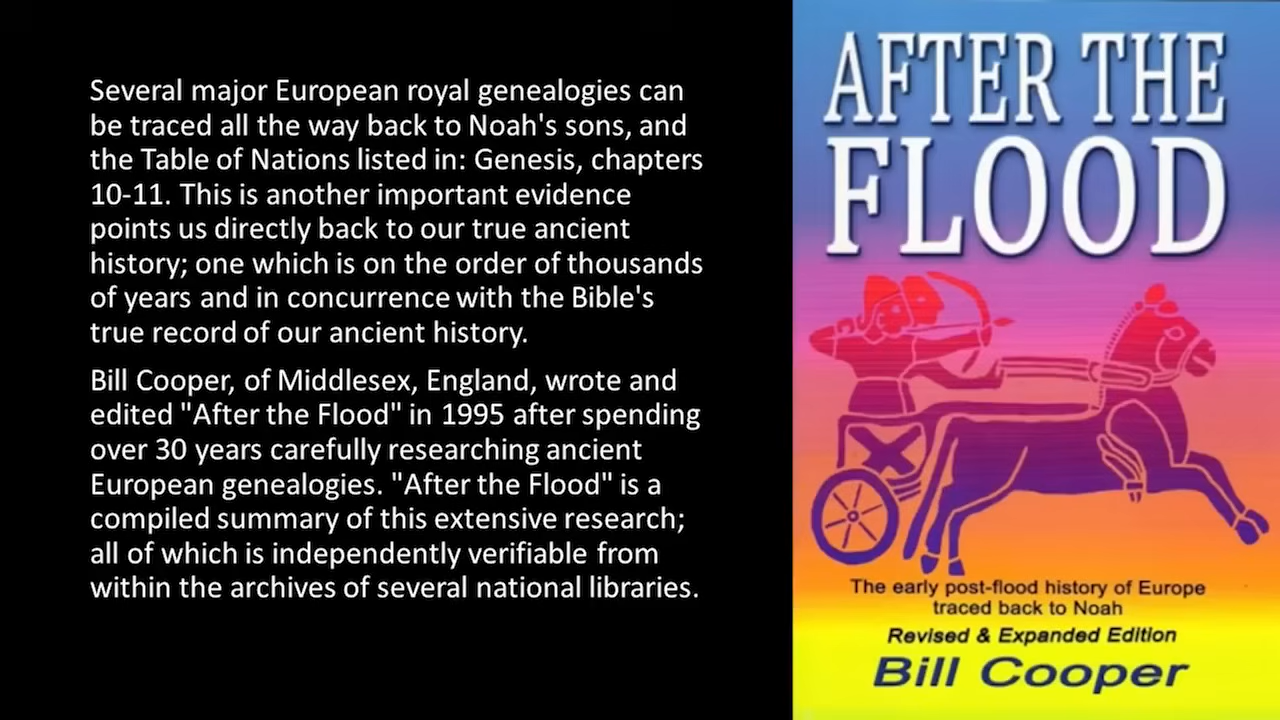 Several major European royal genealogies can
be traced all the way back to Noah's sons, and
the Table of Nations listed in: Genesis, chapters
10-11. This is another important evidence
points us directly back to our true ancient
history; one which is on the order of thousands
of years and in concurrence with the Bible's
true record of our ancient history.
Bill Cooper, of Middlesex, England, wrote and
edited "After the Flood" in 1995 after spending
over 30 years carefully researching ancient
European genealogies. "After the Flood" is a
compiled summary of this extensive research;
all of which is independently verifiable from
within the archives of several national libraries.
AFTER THE
FLOOD
The early post-flood history of Europe
traced back to Noah
Revised & Expanded Edition
Bill Cooper